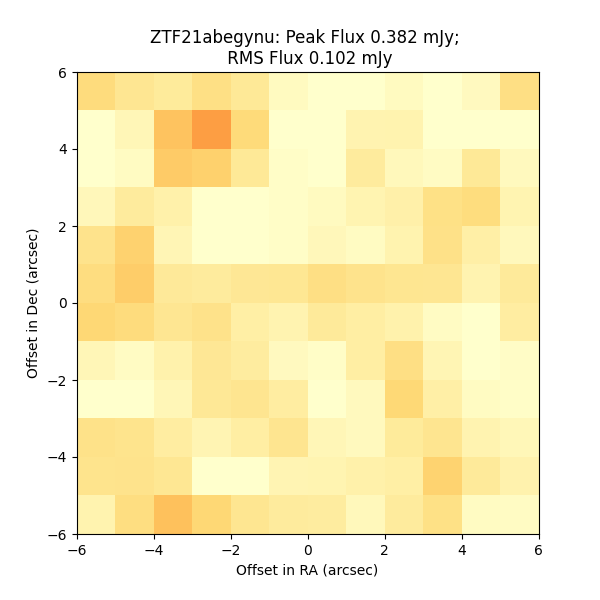 ZTF21abegynu: Peak Flux 0.382 mJy;
RMS Flux 0.102 mJy
6
4
2
0
−2
−4
−6
Offset in Dec (arcsec)
−6 −4 −2 0 2 4 6
Offset in RA (arcsec)